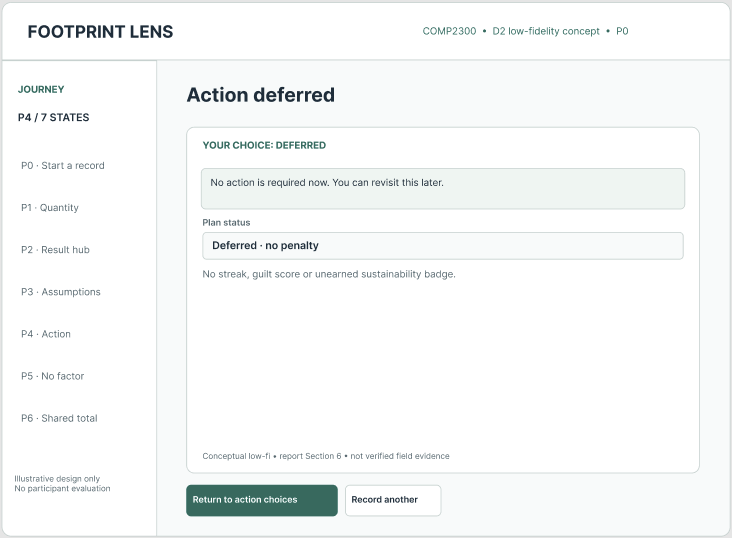 FOOTPRINT LENS
COMP2300 • D2 low-fidelity concept • P0
JOURNEY
P4 / 7 STATES
P0 · Start a record
P1 · Quantity
P2 · Result hub
P3 · Assumptions
P4 · Action
P5 · No factor
P6 · Shared total
Illustrative design only
No participant evaluation
Action deferred
YOUR CHOICE: DEFERRED
No action is required now. You can revisit this later.
Plan status
Deferred · no penalty
No streak, guilt score or unearned sustainability badge.
Conceptual low-fi • report Section 6 • not verified field evidence
Return to action choices
Record another